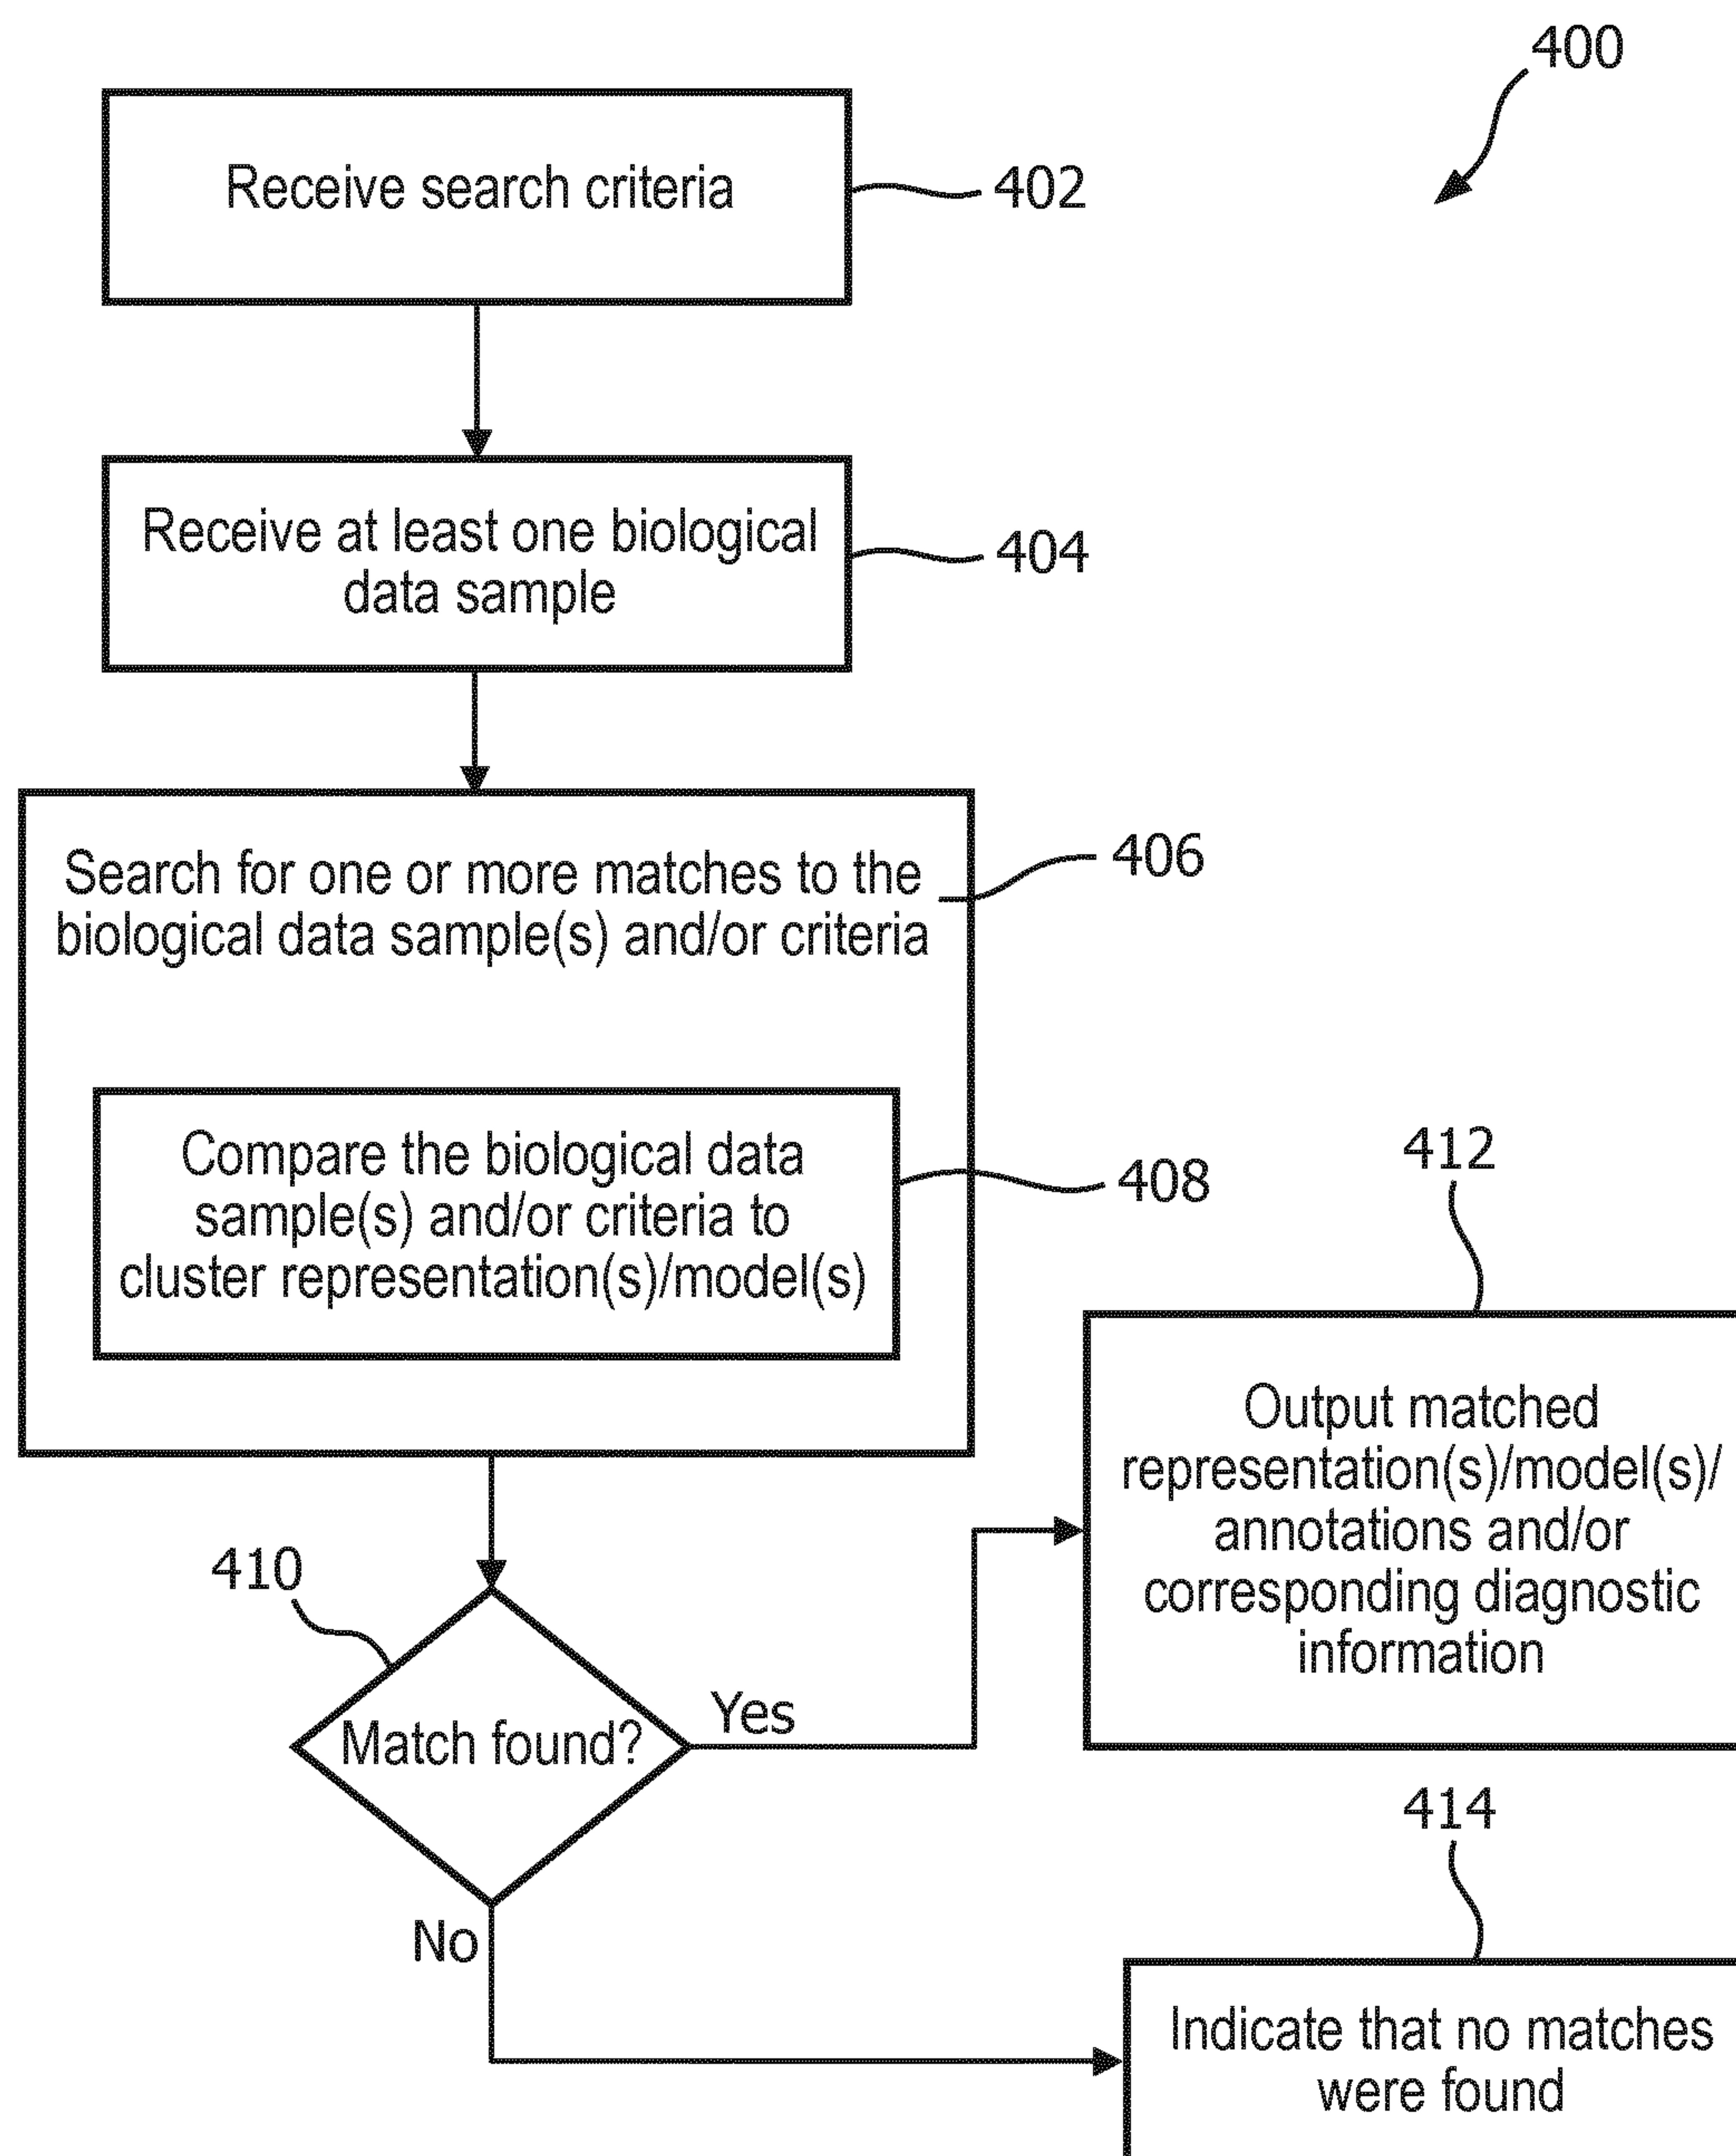 400
Receive search criteria
402
Receive at least one biological
data sample
404
Search for one or more matches to the
biological data sample(s) and/or criteria
406
Compare the biological data
sample(s) and/or criteria to
cluster representation(s)/model(s)
408
412
Output matched
representation(s)/model(s)/
annotations and/or
corresponding diagnostic
information
410
Match found?
Yes
No
414
Indicate that no matches
were found